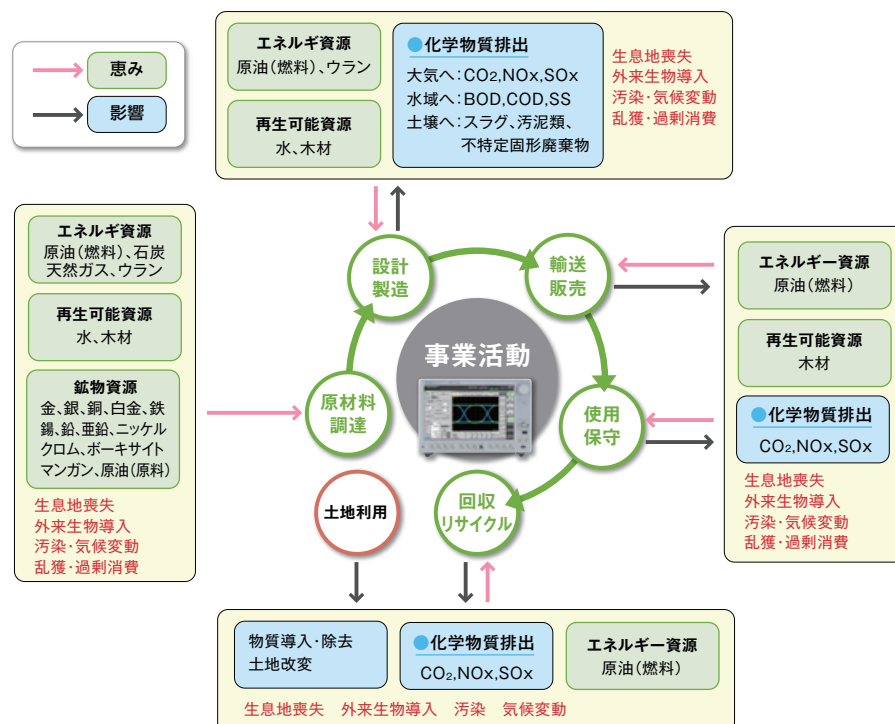 恵み
影響
エネルギ資源
原油(燃料)、ウラン
再生可能資源
水、木材
●化学物質排出
大気へ:CO₂,NOx,SOx
水域へ:BOD,COD,SS
土壌へ:スラグ、汚泥類、
不特定固形廃棄物
生息地喪失
外来生物導入
汚染・気候変動
乱獲・過剰消費
エネルギ資源
原油(燃料)、石炭
天然ガス、ウラン
再生可能資源
水、木材
鉱物資源
金、銀、銅、白金、鉄
錫、鉛、亜鉛、ニッケル
クロム、ボーキサイト
マンガン、原油(原料)
生息地喪失
外来生物導入
汚染・気候変動
乱獲・過剰消費
設計
製造
輸送
販売
事業活動
原材料
調達
使用
保守
土地利用
回収
リサイクル
エネルギー資源
原油(燃料)
再生可能資源
木材
●化学物質排出
CO₂,NOx,SOx
生息地喪失
外来生物導入
汚染・気候変動
乱獲・過剰消費
物質導入・除去
土地改変
●化学物質排出
CO₂,NOx,SOx
エネルギー資源
原油(燃料)
生息地喪失 外来生物導入 汚染 気候変動